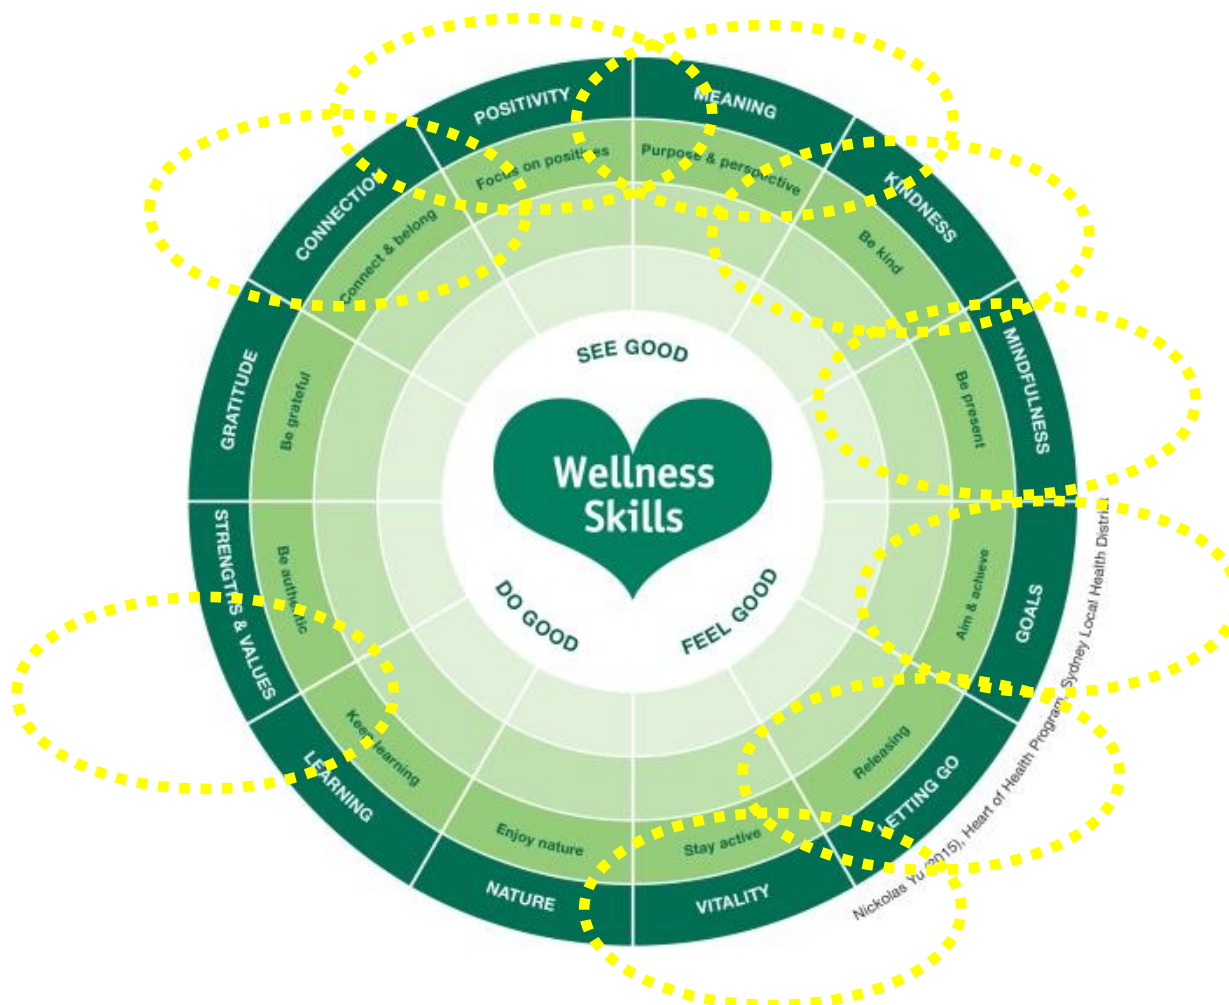 POSITIVITY
MEANING
KINDNESS
MINDFULNESS
GOALS
LETTING GO
VITALITY
NATURE
LEARNING
STRENGTHS & VALUES
GRATITUDE
CONNECTION
Focus on positives
Purpose & perspective
Be kind
Be present
Aim & achieve
Releasing
Stay active
Enjoy nature
Keep learning
Be authentic
Be grateful
Connect & belong
SEE GOOD
Wellness
Skills
DO GOOD
FEEL GOOD
Nickolas Yu (2015), Heart of Health Program, Sydney Local Health District